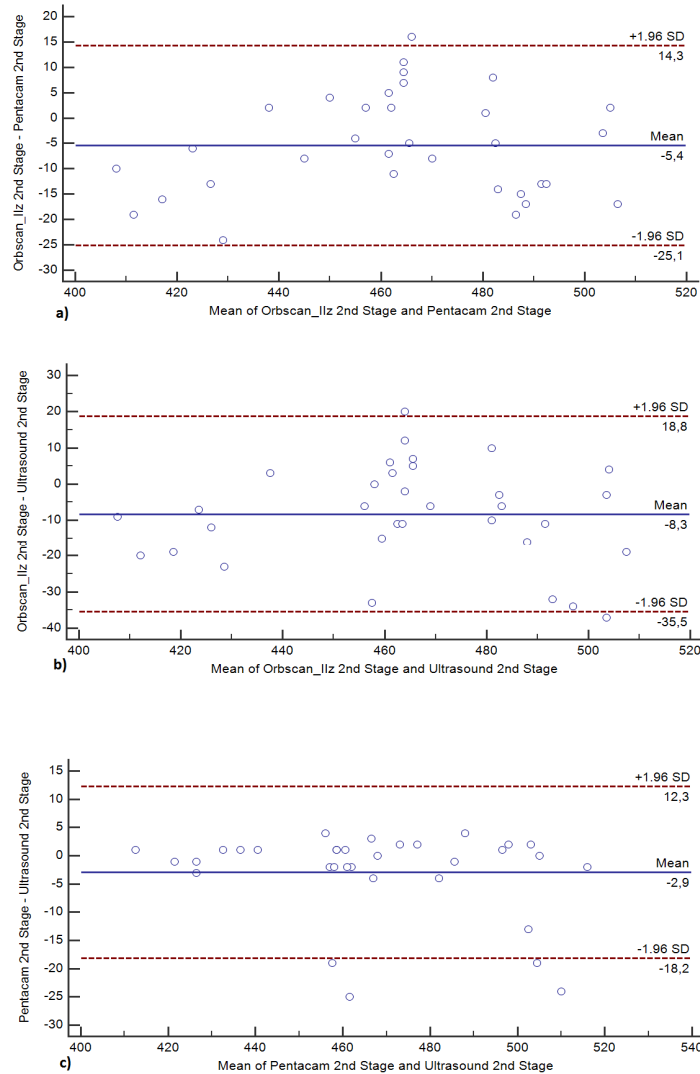 Orbscan_IIz 2nd Stage - Pentacam 2nd Stage
20
15
10
5
0
-5
-10
-15
-20
-25
-30
+1.96 SD
14,3
Mean
-5,4
-1.96 SD
-25,1
400 420 440 460 480 500 520
Mean of Orbscan_IIz 2nd Stage and Pentacam 2nd Stage
a)
Orbscan_IIz 2nd Stage - Ultrasound 2nd Stage
30
20
10
0
-10
-20
-30
-40
+1.96 SD
18,8
Mean
-8,3
-1.96 SD
-35,5
400 420 440 460 480 500 520
Mean of Orbscan_IIz 2nd Stage and Ultrasound 2nd Stage
b)
Pentacam 2nd Stage - Ultrasound 2nd Stage
15
10
5
0
-5
-10
-15
-20
-25
-30
+1.96 SD
12,3
Mean
-2,9
-1.96 SD
-18,2
400 420 440 460 480 500 520 540
Mean of Pentacam 2nd Stage and Ultrasound 2nd Stage
c)